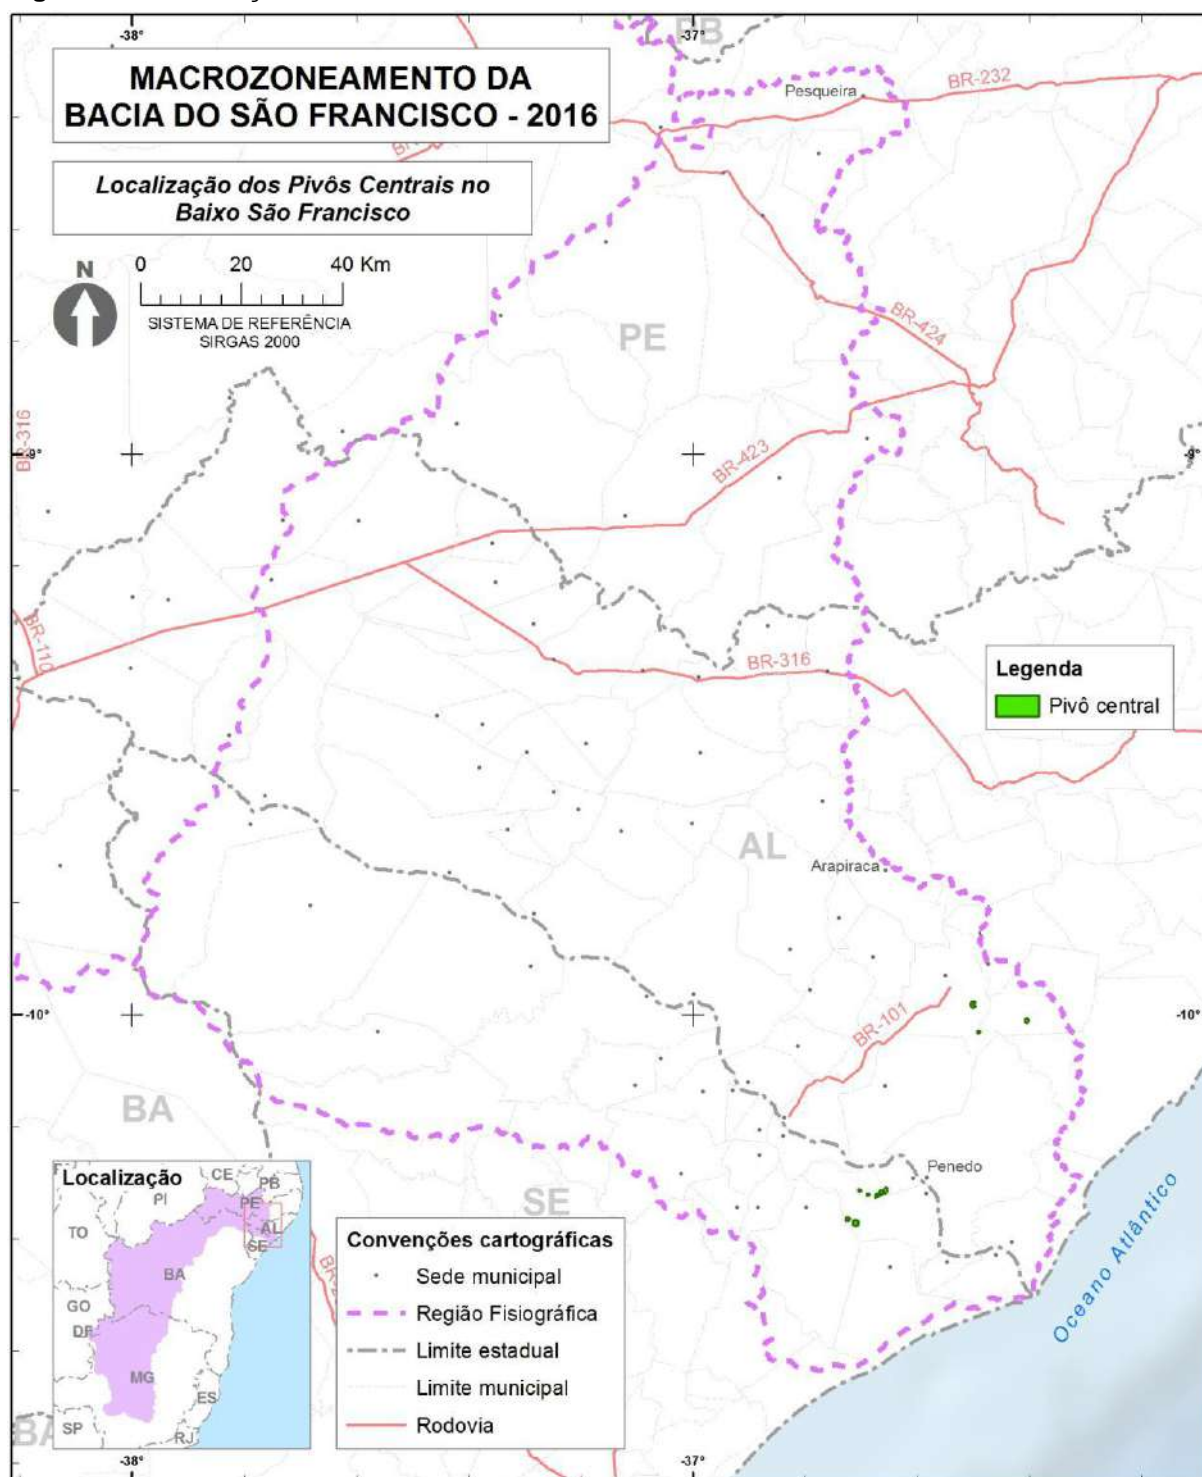 -38°
-37°
PB
MACROZONEAMENTO DA
BACIA DO SÃO FRANCISCO - 2016
Pesqueira
BR-232
Localização dos Pivôs Centrais no
Baixo São Francisco
N
0 20 40 Km
SISTEMA DE REFERÊNCIA
SIRGAS 2000
PE
BR-424
BR-316
BR-423
-9°
-9°
BR-110
BR-316
Legenda
Pivô central
AL
Arapiraca
-10°
-10°
BR-101
BA
Penedo
SE
Oceano Atlântico
Localização
CE
PB
PI
PE
TO
AL
SE
BA
GO
DF
MG
ES
SP
RJ
Convenções cartográficas
Sede municipal
Região Fisiográfica
Limite estadual
Limite municipal
Rodovia
-38°
-37°